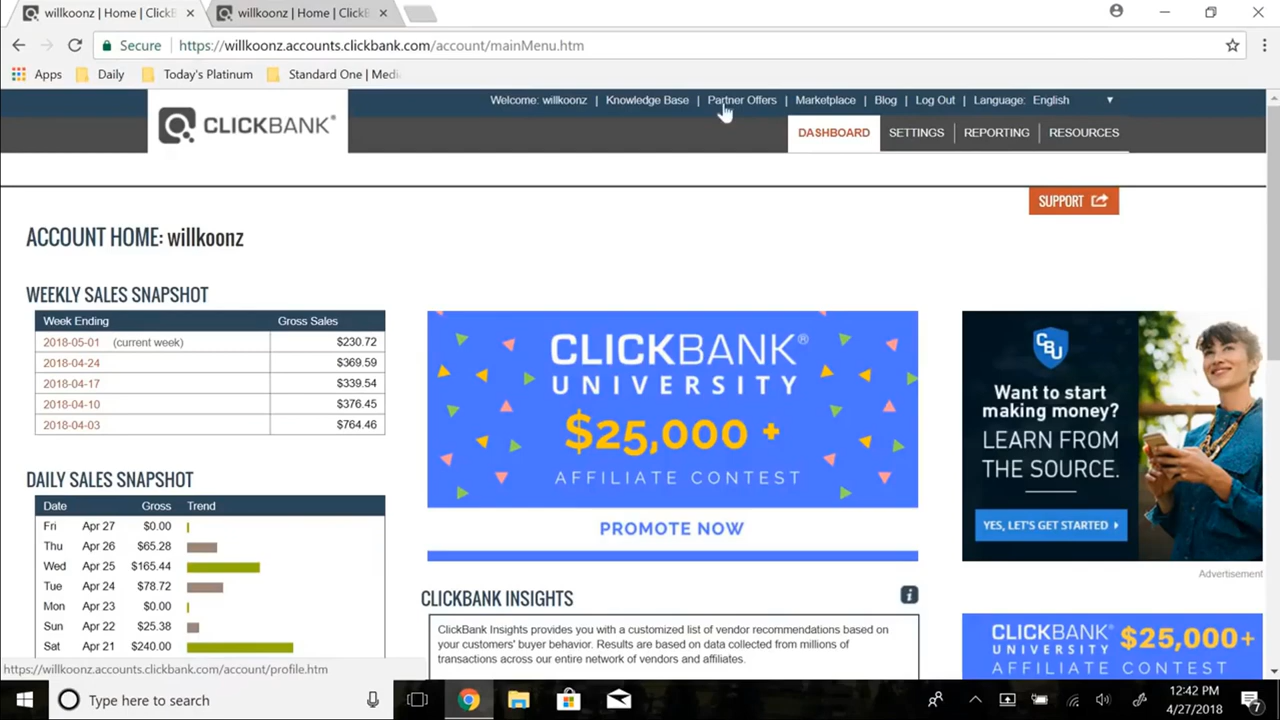 willkoonz | Home | ClickB
willkoonz | Home | ClickB
Secure
https://willkoonz.accounts.clickbank.com/account/mainMenu.htm
Apps
Daily
Today's Platinum
Standard One | Medi
Welcome: willkoonz | Knowledge Base | Partner Offers | Marketplace | Blog | Log Out | Language: English
CLICKBANK®
DASHBOARD
SETTINGS
REPORTING
RESOURCES
SUPPORT
ACCOUNT HOME: willkoonz
WEEKLY SALES SNAPSHOT
Week Ending Gross Sales
2018-05-01 (current week) $230.72
2018-04-24 $369.59
2018-04-17 $339.54
2018-04-10 $376.45
2018-04-03 $764.46
DAILY SALES SNAPSHOT
Date Gross Trend
Fri Apr 27 $0.00
Thu Apr 26 $65.28
Wed Apr 25 $165.44
Tue Apr 24 $78.72
Mon Apr 23 $0.00
Sun Apr 22 $25.38
Sat Apr 21 $240.00
CLICKBANK®
UNIVERSITY
$25,000 +
AFFILIATE CONTEST
PROMOTE NOW
CLICKBANK INSIGHTS
i
ClickBank Insights provides you with a customized list of vendor recommendations based on
your customers' buyer behavior. Results are based on data collected from millions of
transactions across our entire network of vendors and affiliates.
CBU
Want to start
making money?
LEARN FROM
THE SOURCE.
YES, LET'S GET STARTED
Advertisement
CLICKBANK®
UNIVERSITY
$25,000+
AFFILIATE CONTEST
https://willkoonz.accounts.clickbank.com/account/profile.htm
Type here to search
12:42 PM
4/27/2018
7